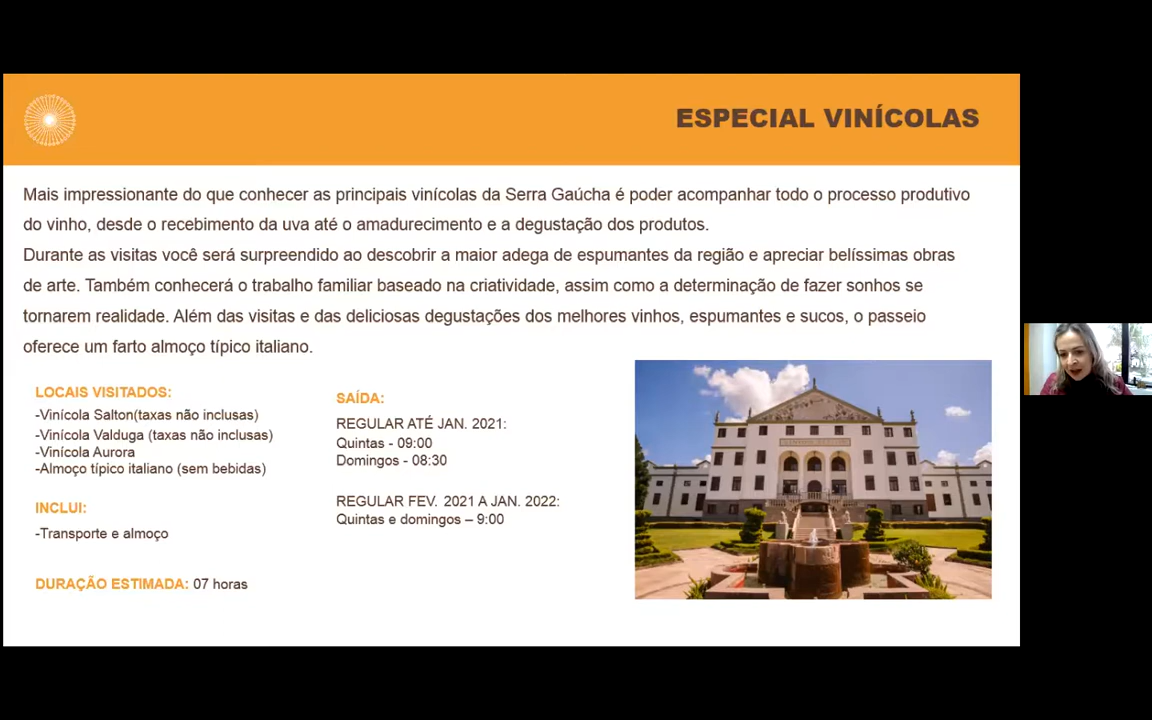 ESPECIAL VINÍCOLAS
Mais impressionante do que conhecer as principais vinícolas da Serra Gaúcha é poder acompanhar todo o processo produtivo
do vinho, desde o recebimento da uva até o amadurecimento e a degustação dos produtos.
Durante as visitas você será surpreendido ao descobrir a maior adega de espumantes da região e apreciar belíssimas obras
de arte. Também conhecerá o trabalho familiar baseado na criatividade, assim como a determinação de fazer sonhos se
tornarem realidade. Além das visitas e das deliciosas degustações dos melhores vinhos, espumantes e sucos, o passeio
oferece um farto almoço típico italiano.
LOCAIS VISITADOS:
-Vinícola Salton(taxas não inclusas)
-Vinícola Valduga (taxas não inclusas)
-Vinícola Aurora
-Almoço típico italiano (sem bebidas)
INCLUI:
-Transporte e almoço
DURAÇÃO ESTIMADA: 07 horas
SAÍDA:
REGULAR ATÉ JAN. 2021:
Quintas - 09:00
Domingos - 08:30
REGULAR FEV. 2021 A JAN. 2022:
Quintas e domingos – 9:00